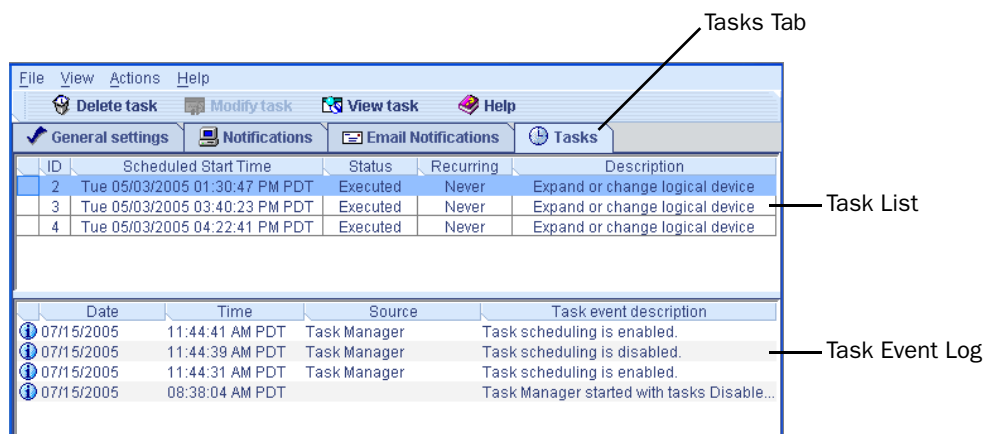 Tasks Tab
File View Actions Help
Delete task Modify task View task Help
General settings Notifications Email Notifications Tasks
ID Scheduled Start Time Status Recurring Description
2 Tue 05/03/2005 01:30:47 PM PDT Executed Never Expand or change logical device
3 Tue 05/03/2005 03:40:23 PM PDT Executed Never Expand or change logical device
4 Tue 05/03/2005 04:22:41 PM PDT Executed Never Expand or change logical device
Task List
Date Time Source Task event description
07/15/2005 11:44:41 AM PDT Task Manager Task scheduling is enabled.
07/15/2005 11:44:39 AM PDT Task Manager Task scheduling is disabled.
07/15/2005 11:44:31 AM PDT Task Manager Task scheduling is enabled.
07/15/2005 08:38:04 AM PDT Task Manager started with tasks Disable...
Task Event Log